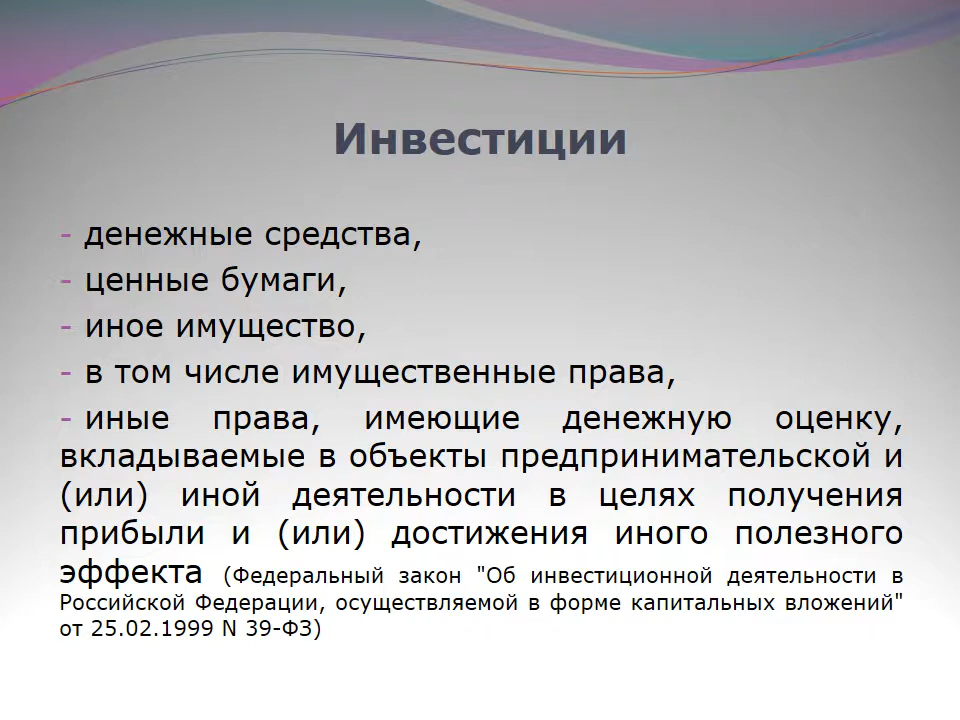 Инвестиции
- денежные средства,
- ценные бумаги,
- иное имущество,
- в том числе имущественные права,
- иные права, имеющие денежную оценку,
вкладываемые в объекты предпринимательской и
(или) иной деятельности в целях получения
прибыли и (или) достижения иного полезного
эффекта (Федеральный закон "Об инвестиционной деятельности в
Российской Федерации, осуществляемой в форме капитальных вложений"
от 25.02.1999 N 39-ФЗ)